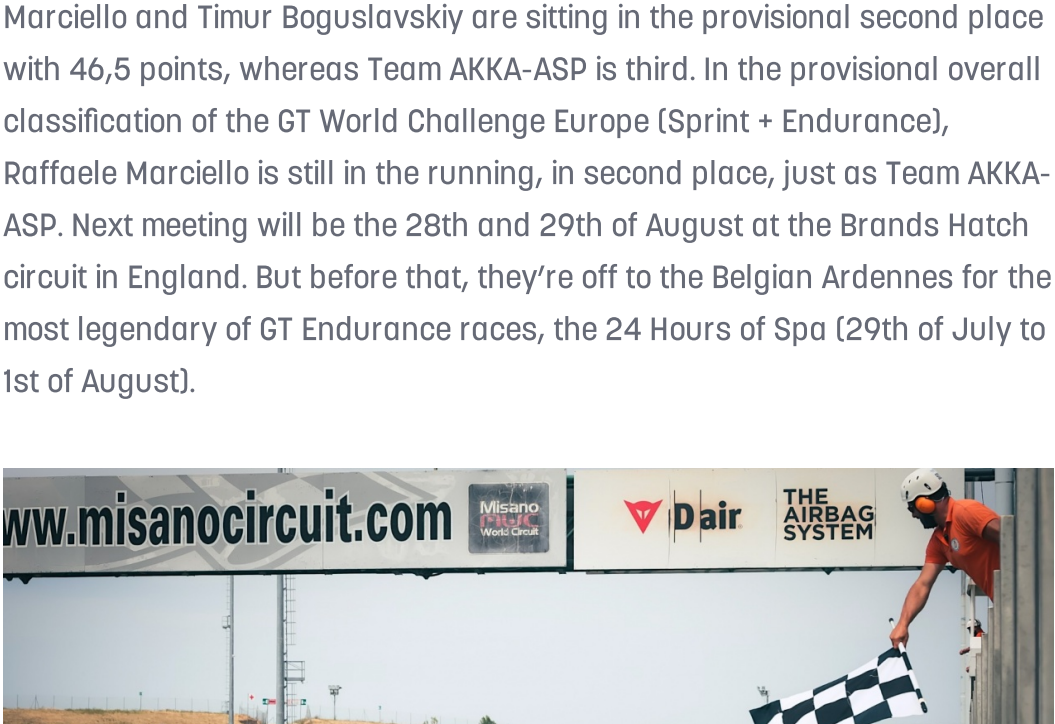 Marciello and Timur Boguslavskiy are sitting in the provisional second place
with 46,5 points, whereas Team AKKA-ASP is third. In the provisional overall
classification of the GT World Challenge Europe (Sprint + Endurance),
Raffaele Marciello is still in the running, in second place, just as Team AKKA-
ASP. Next meeting will be the 28th and 29th of August at the Brands Hatch
circuit in England. But before that, they’re off to the Belgian Ardennes for the
most legendary of GT Endurance races, the 24 Hours of Spa (29th of July to
1st of August).
ww.misanocircuit.com
Misano
World Circuit
D air
THE
AIRBAG
SYSTEM